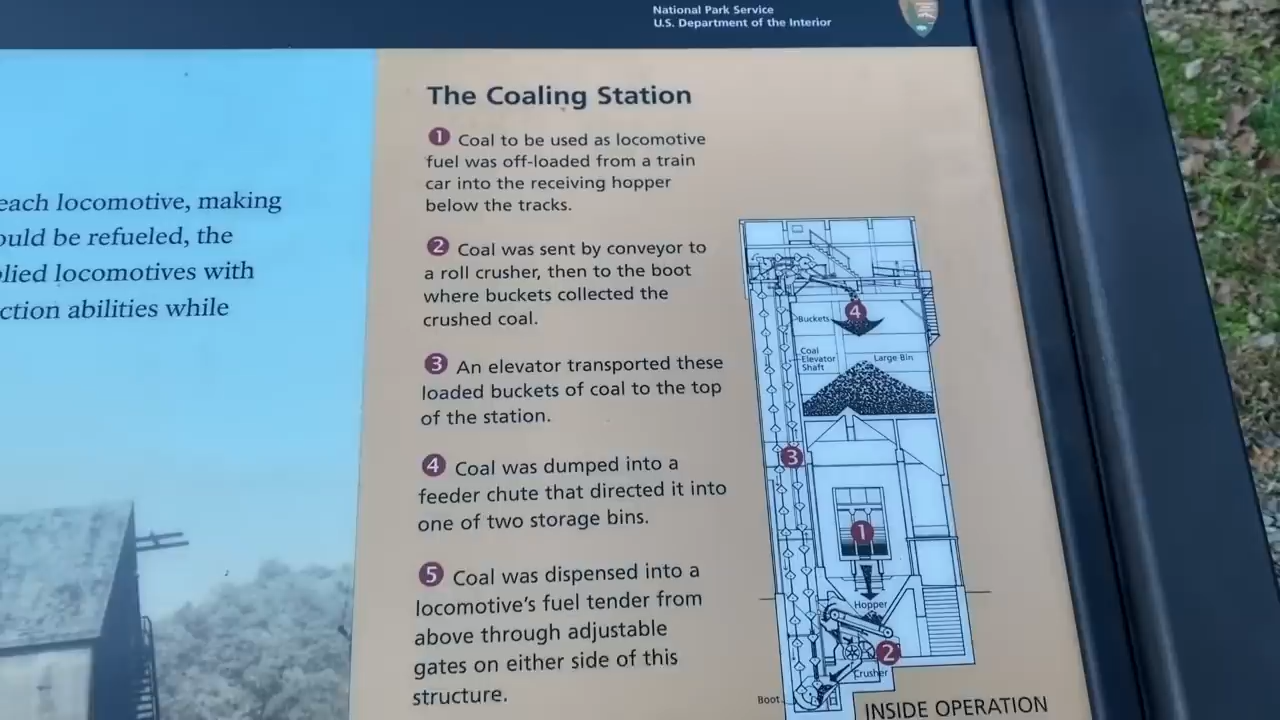 National Park Service
U.S. Department of the Interior
each locomotive, making
ould be refueled, the
plied locomotives with
ction abilities while
The Coaling Station
1 Coal to be used as locomotive
fuel was off-loaded from a train
car into the receiving hopper
below the tracks.
2 Coal was sent by conveyor to
a roll crusher, then to the boot
where buckets collected the
crushed coal.
3 An elevator transported these
loaded buckets of coal to the top
of the station.
4 Coal was dumped into a
feeder chute that directed it into
one of two storage bins.
5 Coal was dispensed into a
locomotive's fuel tender from
above through adjustable
gates on either side of this
structure.
4
Buckets
Coal
Elevator
Shaft
Large Bin
3
1
Hopper
2
Crusher
Boot
INSIDE OPERATION